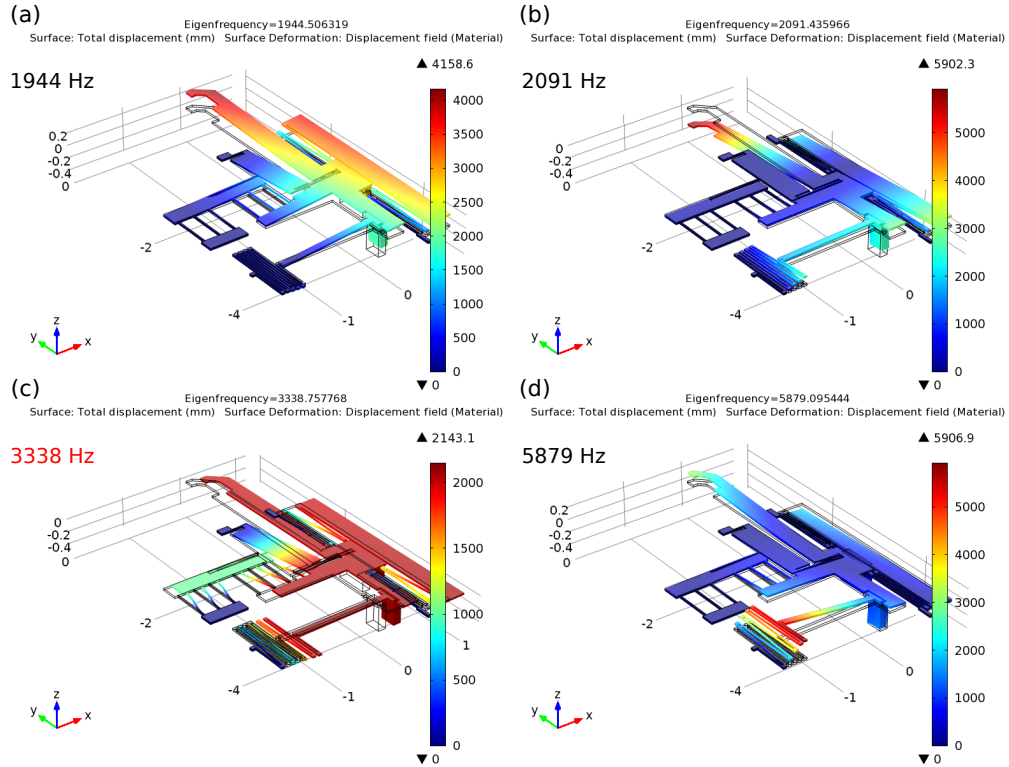 (a)
Eigenfrequency=1944.506319
Surface: Total displacement (mm) Surface Deformation: Displacement field (Material)
1944 Hz
▲ 4158.6
4000
3500
3000
2500
2000
1500
1000
500
0
▼ 0
0.2
0
-0.2
-0.4
0
-2
-4
0
-1
z
y
x
(b)
Eigenfrequency=2091.435966
Surface: Total displacement (mm) Surface Deformation: Displacement field (Material)
2091 Hz
▲ 5902.3
5000
4000
3000
2000
1000
0
▼ 0
0.2
0
-0.2
-0.4
0
-2
-4
0
-1
z
y
x
(c)
Eigenfrequency=3338.757768
Surface: Total displacement (mm) Surface Deformation: Displacement field (Material)
3338 Hz
▲ 2143.1
2000
1500
1000
1
500
0
▼ 0
0
-0.2
-0.4
0
-2
-4
0
-1
z
y
x
(d)
Eigenfrequency=5879.095444
Surface: Total displacement (mm) Surface Deformation: Displacement field (Material)
5879 Hz
▲ 5906.9
5000
4000
3000
2000
1000
0
▼ 0
0.2
0
-0.2
-0.4
0
-2
-4
0
-1
z
y
x